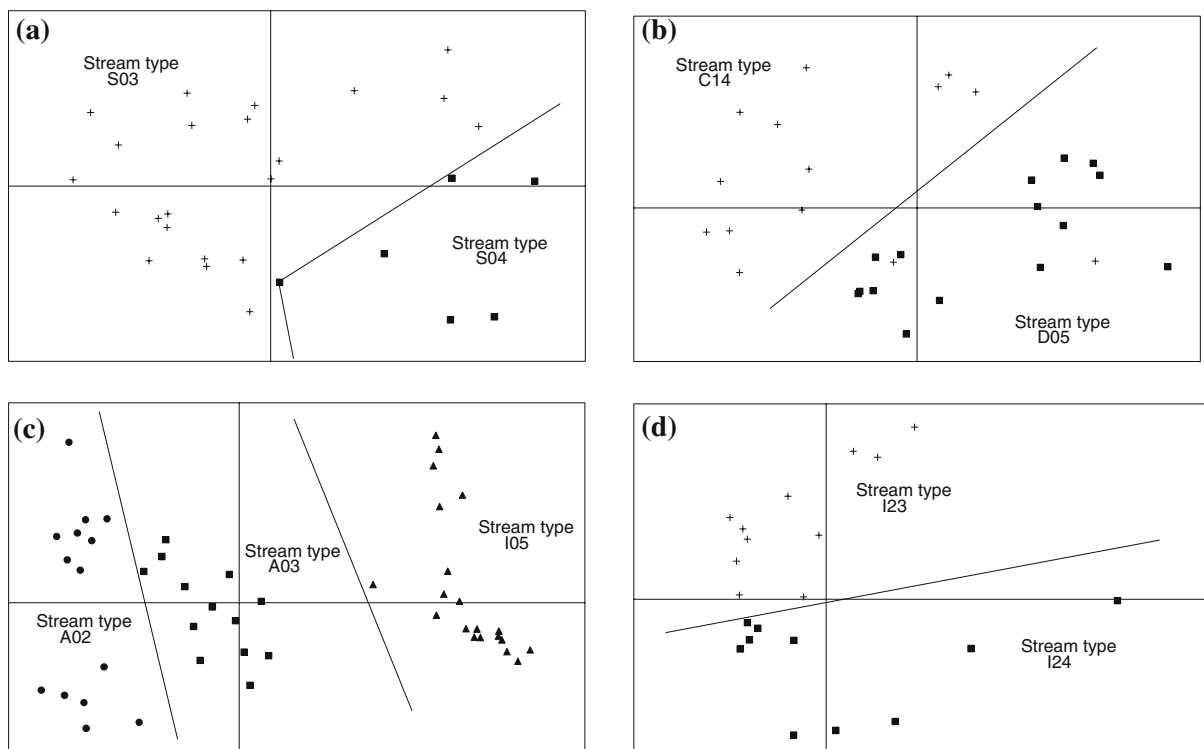 (a)
Stream type
S03
Stream type
S04
(b)
Stream type
C14
Stream type
D05
(c)
Stream type
A02
Stream type
A03
Stream type
I05
(d)
Stream type
I23
Stream type
I24